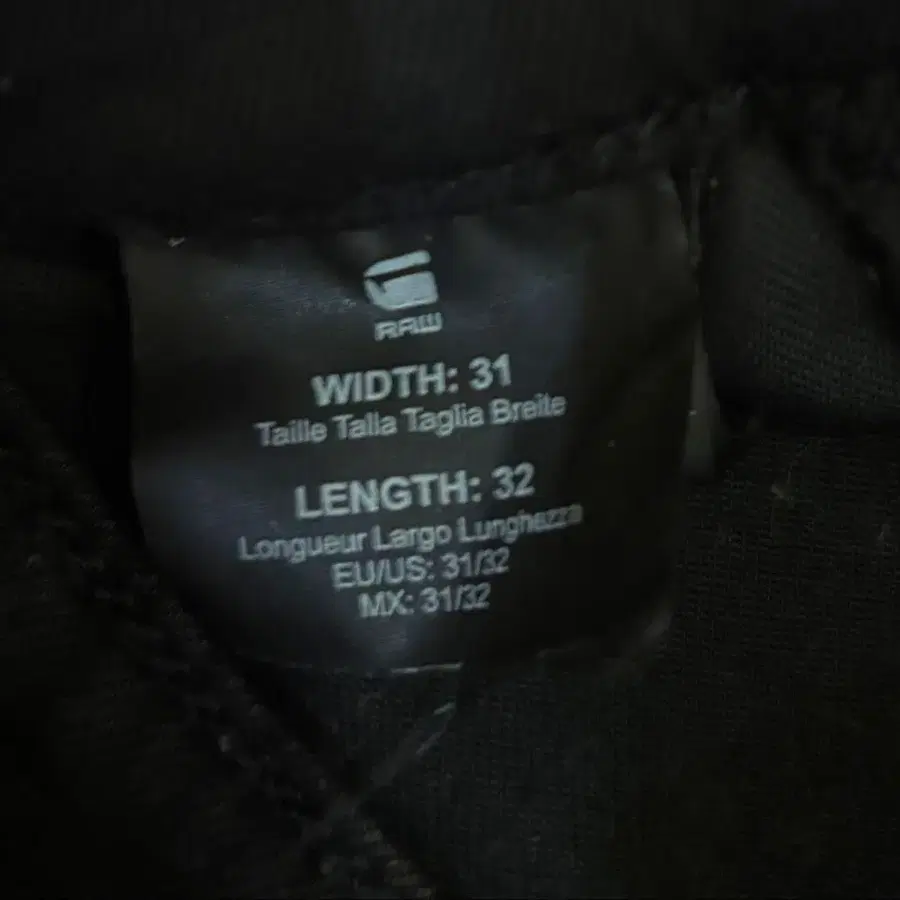 RAW
WIDTH: 31
Taille Talla Taglia Breite
LENGTH: 32
Longueur Largo Lunghezza
EU/US: 31/32
MX: 31/32